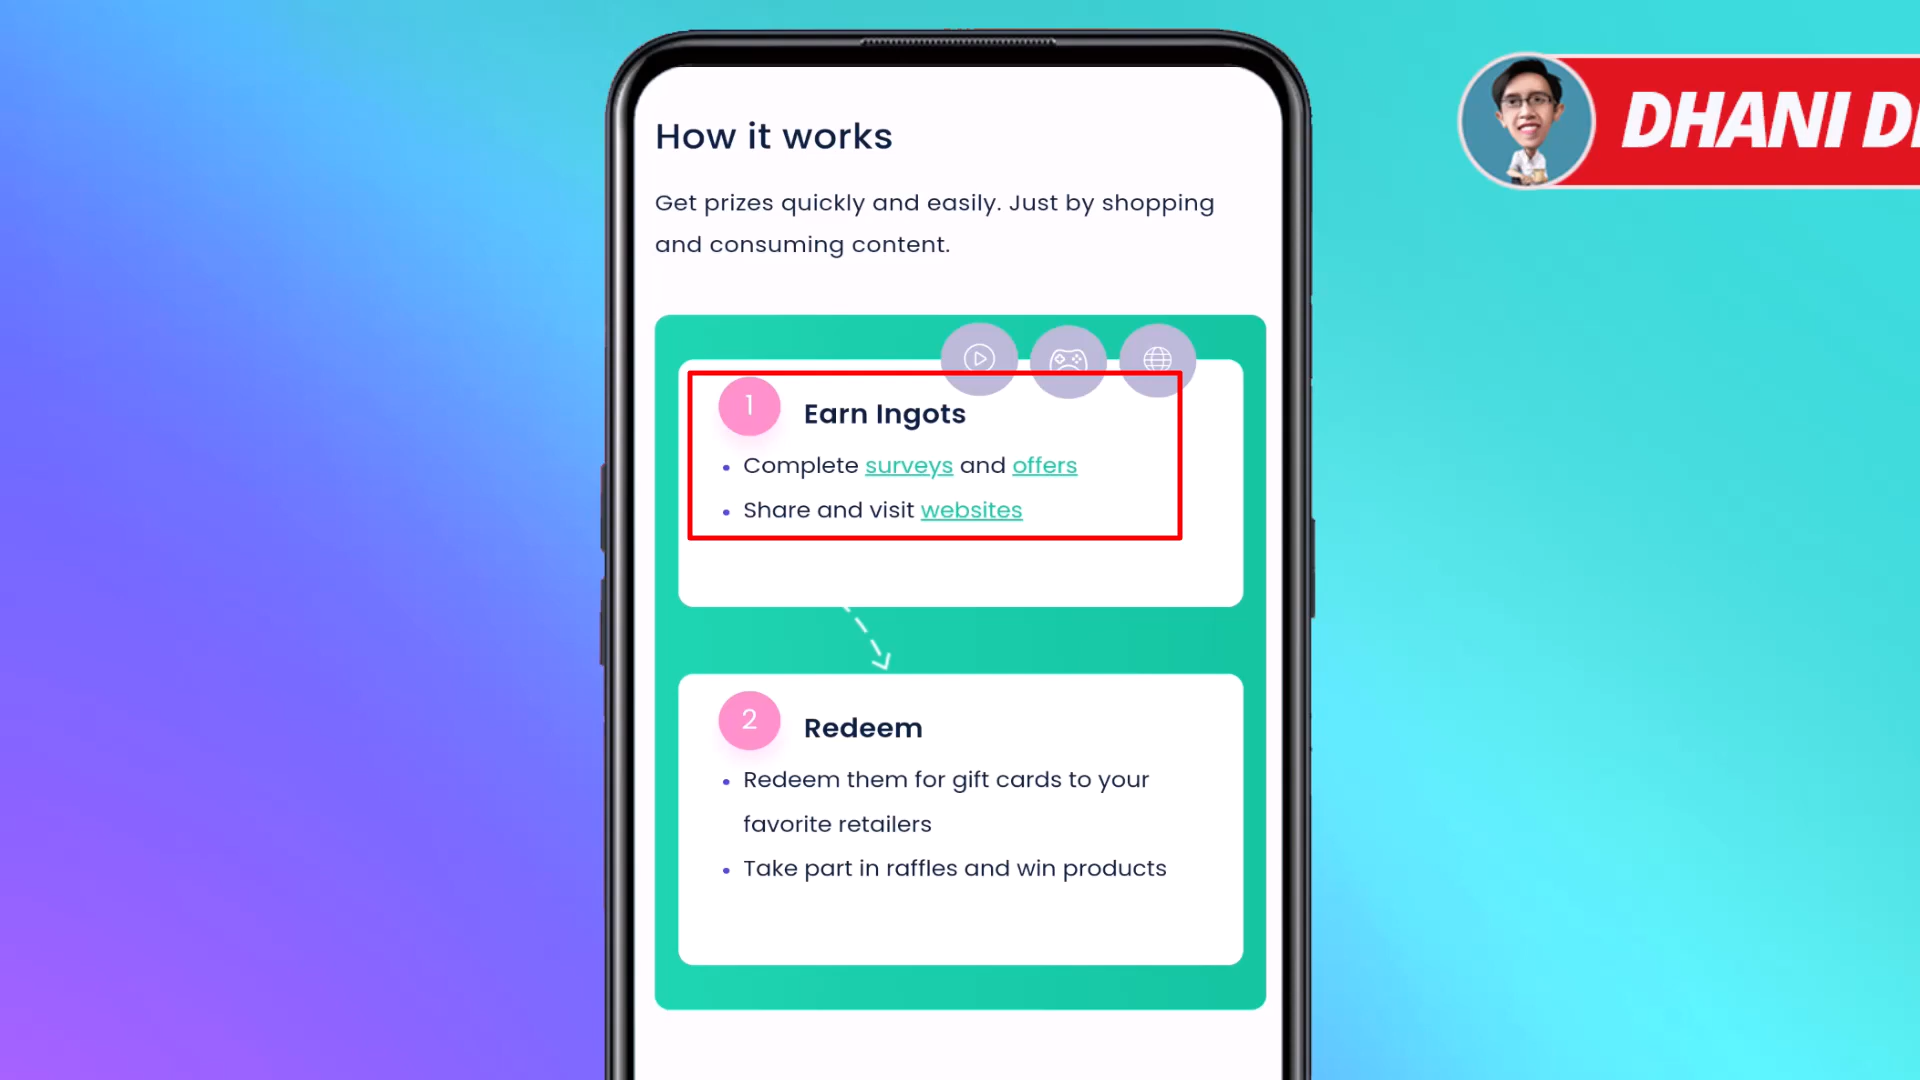 How it works
Get prizes quickly and easily. Just by shopping
and consuming content.
1
Earn Ingots
• Complete surveys and offers
• Share and visit websites
2
Redeem
• Redeem them for gift cards to your
favorite retailers
• Take part in raffles and win products
DHANI